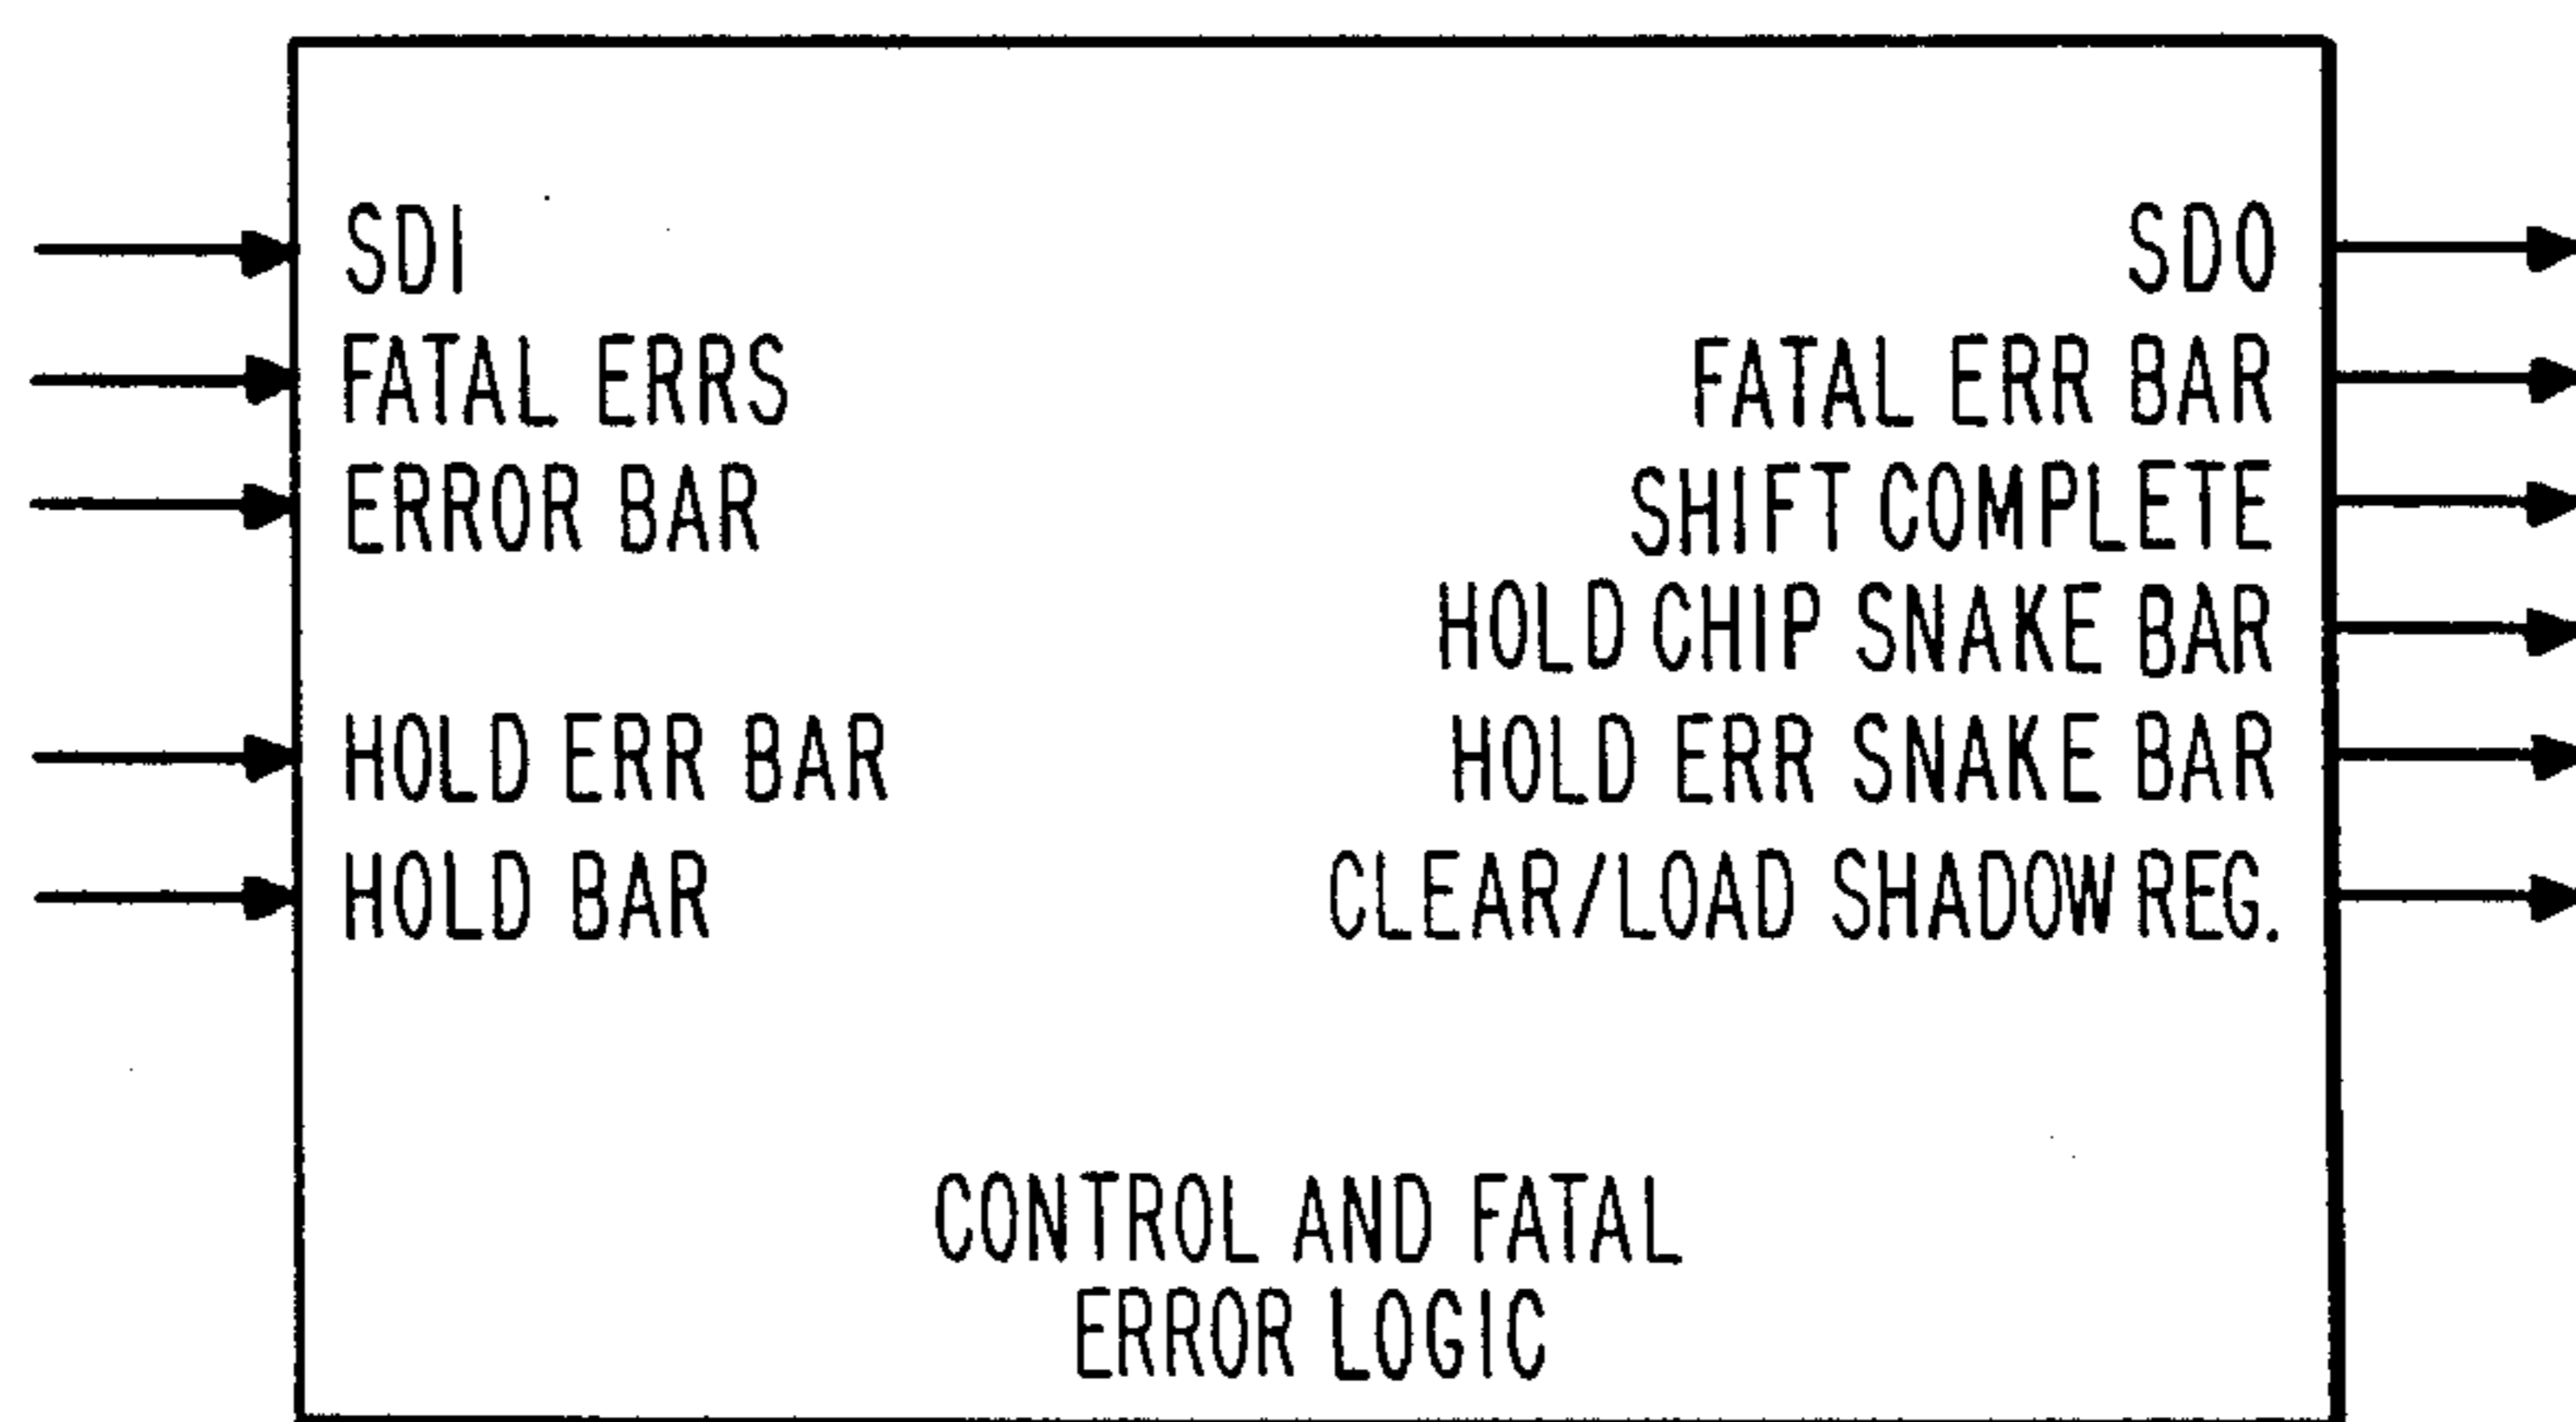 SDI
SDO
FATAL ERRS
FATAL ERR BAR
ERROR BAR
SHIFT COMPLETE
HOLD CHIP SNAKE BAR
HOLD ERR BAR
HOLD ERR SNAKE BAR
HOLD BAR
CLEAR/LOAD SHADOW REG.
CONTROL AND FATAL
ERROR LOGIC